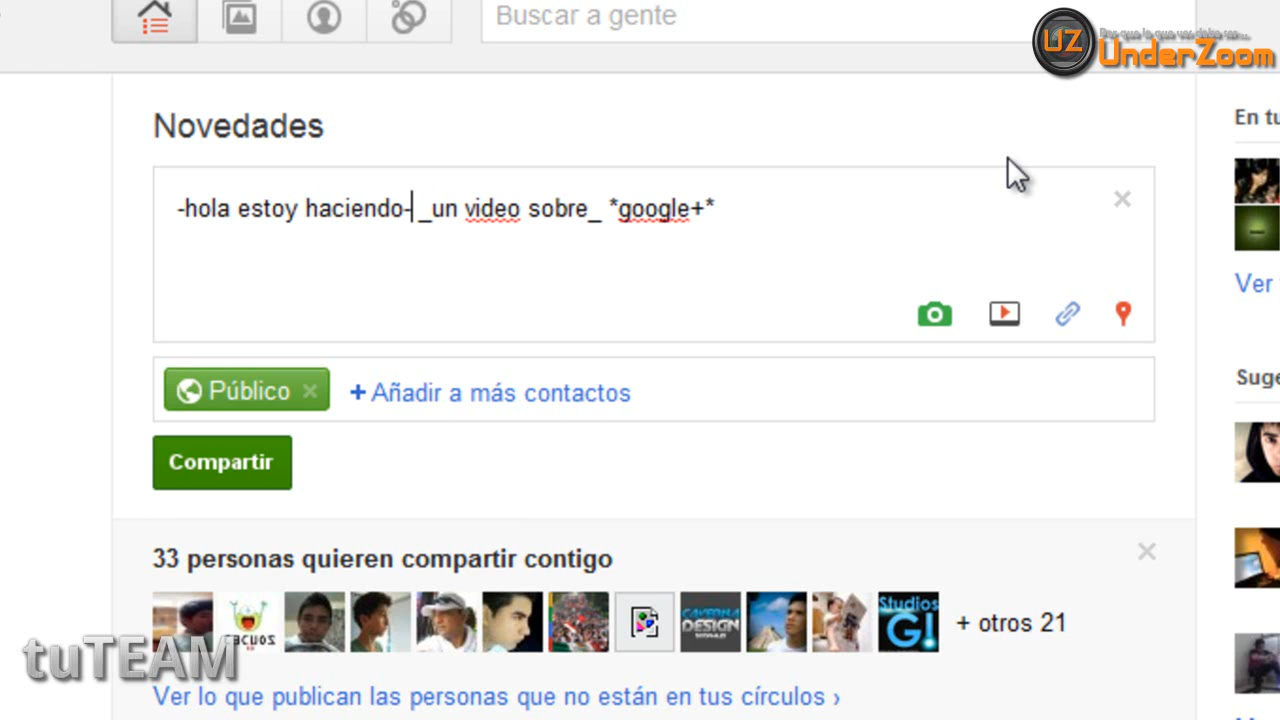 Buscar a gente
UZ
UnderZoom
Novedades
En tu
-hola estoy haciendo- _un video sobre_ *google+*
Ver
Público
+ Añadir a más contactos
Suge
Compartir
33 personas quieren compartir contigo
CAVERNA
DESIGN
Studios
G!
+ otros 21
tuTEAM
Ver lo que publican las personas que no están en tus círculos ›